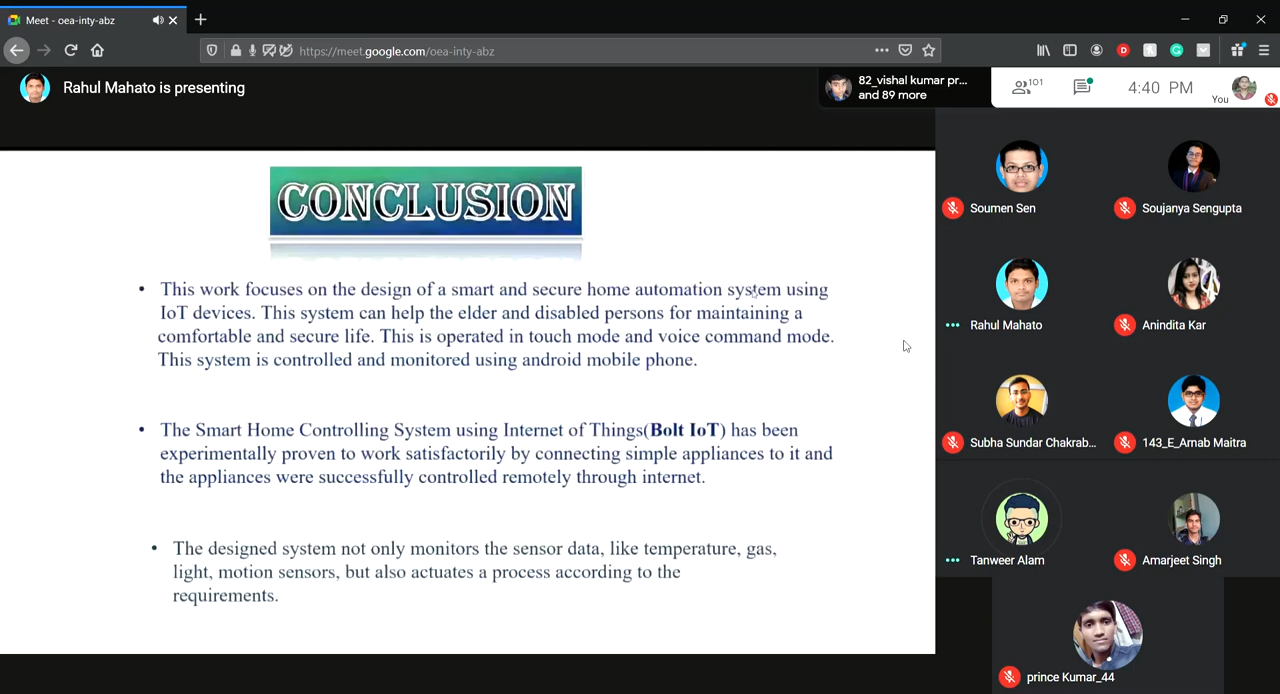 Meet - oea-inty-abz
https://meet.google.com/oea-inty-abz
Rahul Mahato is presenting
82_vishal kumar pr...
and 89 more
101
4:40 PM
You
CONCLUSION
• This work focuses on the design of a smart and secure home automation system using
IoT devices. This system can help the elder and disabled persons for maintaining a
comfortable and secure life. This is operated in touch mode and voice command mode.
This system is controlled and monitored using android mobile phone.
• The Smart Home Controlling System using Internet of Things(Bolt IoT) has been
experimentally proven to work satisfactorily by connecting simple appliances to it and
the appliances were successfully controlled remotely through internet.
• The designed system not only monitors the sensor data, like temperature, gas,
light, motion sensors, but also actuates a process according to the
requirements.
Soumen Sen
Soujanya Sengupta
Rahul Mahato
Anindita Kar
Subha Sundar Chakrab...
143_E_Arnab Maitra
Tanweer Alam
Amarjeet Singh
prince Kumar_44